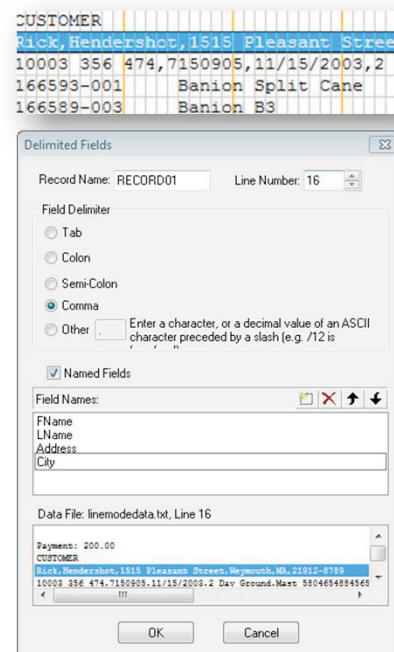 CUSTOMER
Rick,Hendershot,1515 Pleasant Stree
10003 356 474,7150905,11/15/2003,2
166593-001 Banion Split Cane
166589-003 Banion B3
Delimited Fields
Record Name: RECORD01 Line Number: 16
Field Delimiter
Tab
Colon
Semi-Colon
Comma
Other , Enter a character, or a decimal value of an ASCII
character preceded by a slash (e.g. /12 is
Named Fields
Field Names:
FName
LName
Address
City
Data File: linemodedata.txt, Line 16
Payment: 200.00
CUSTOMER
Rick,Hendershot,1515 Pleasant Street,Weymouth,MA,21912-8789
10003 356 474,7150905,11/15/2003,2 Day Ground,Mast 5804654884565
OK Cancel